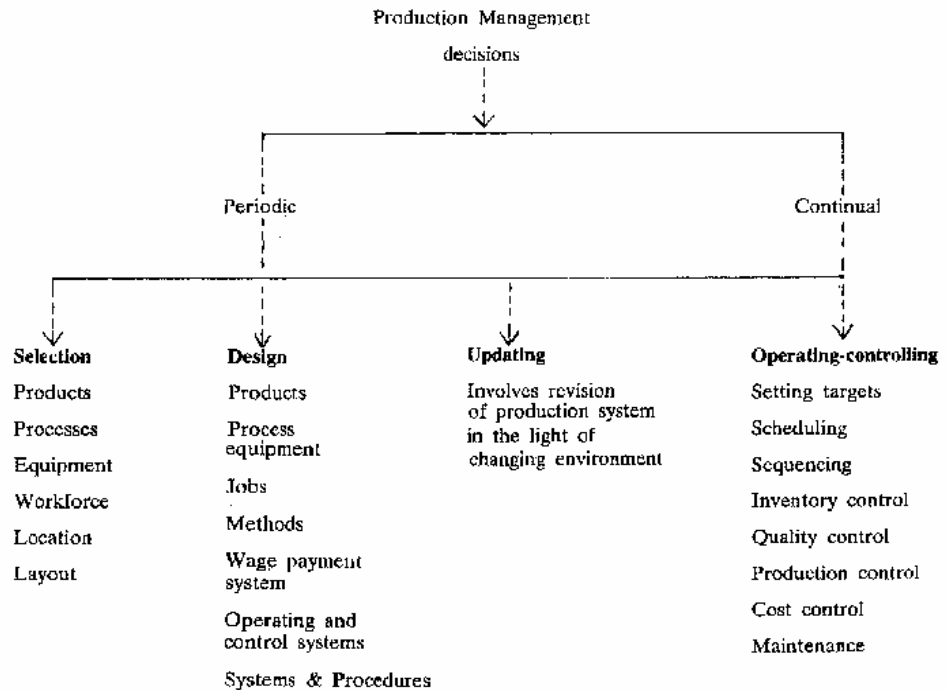 Production Management
decisions
Periodic
Continual
Selection
Products
Processes
Equipment
Workforce
Location
Layout
Design
Products
Process
equipment
Jobs
Methods
Wage payment
system
Operating and
control systems
Systems & Procedures
Updating
Involves revision
of production system
in the light of
changing environment
Operating-controlling
Setting targets
Scheduling
Sequencing
Inventory control
Quality control
Production control
Cost control
Maintenance